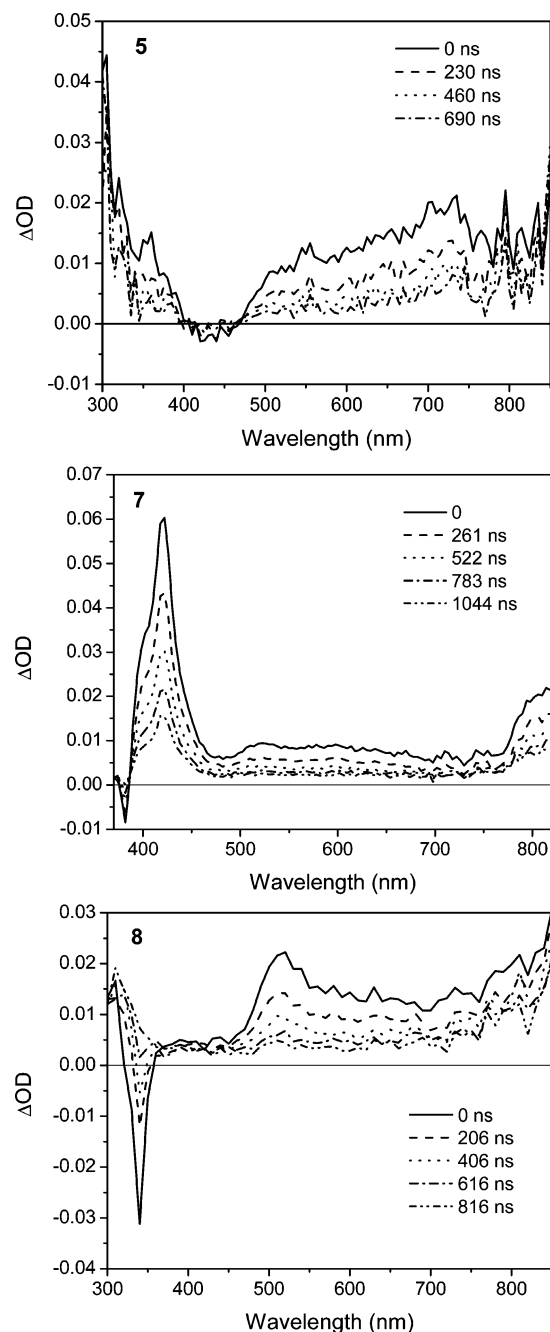 5
0 ns
230 ns
460 ns
690 ns
0.05
0.04
0.03
0.02
0.01
0.00
-0.01
ΔOD
300 400 500 600 700 800
Wavelength (nm)
7
0
261 ns
522 ns
783 ns
1044 ns
0.07
0.06
0.05
0.04
0.03
0.02
0.01
0.00
-0.01
ΔOD
400 500 600 700 800
Wavelength (nm)
8
0.03
0.02
0.01
0.00
-0.01
-0.02
-0.03
-0.04
ΔOD
0 ns
206 ns
406 ns
616 ns
816 ns
300 400 500 600 700 800
Wavelength (nm)